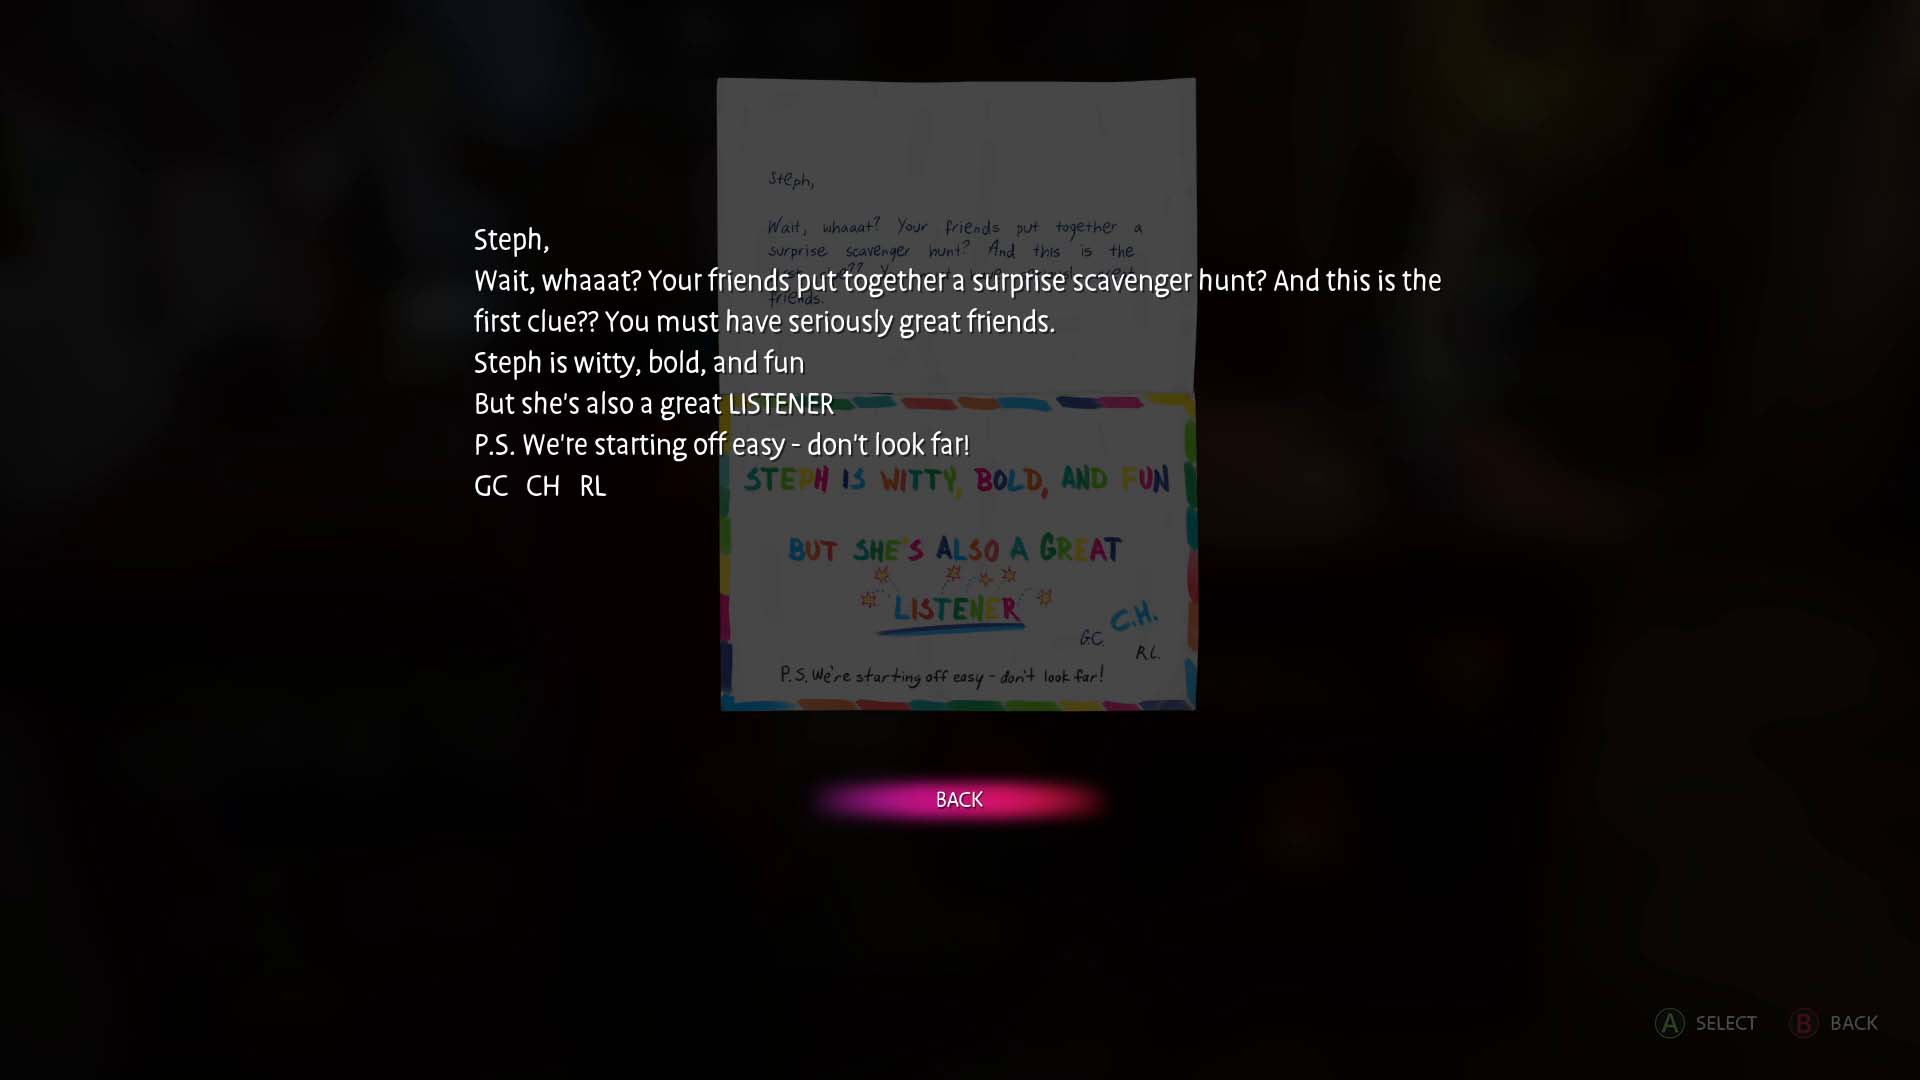 Steph,
Wait, whaaat? Your friends put together a surprise scavenger hunt? And this is the
first clue?? You must have seriously great friends.
Steph is witty, bold, and fun
But she's also a great LISTENER
P.S. We're starting off easy - don't look far!
GC CH RL
Steph,
Wait, whaaat? Your friends put together a
surprise scavenger hunt? And this is the
friends.
STEPH IS WITTY, BOLD, AND FUN
BUT SHE'S ALSO A GREAT
LISTENER
C.H.
G.C.
R.L.
P.S. We're starting off easy - don't look far!
BACK
A SELECT B BACK